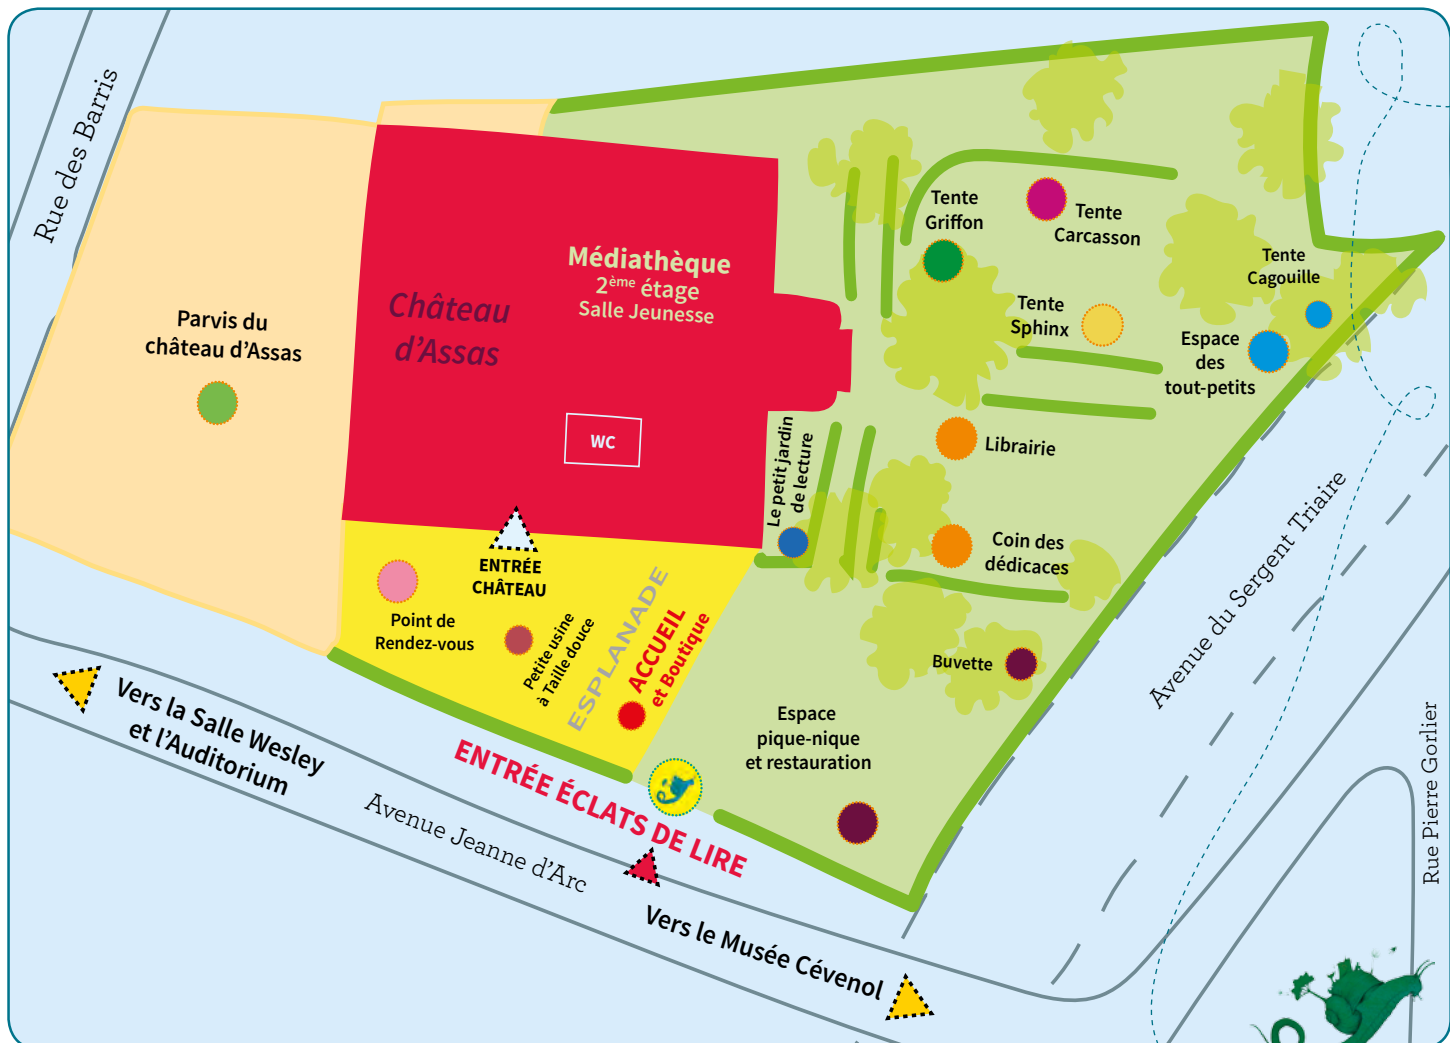 Rue des Barris
Parvis du
château d'Assas
Château
d'Assas
Médiathèque
2ème étage
Salle Jeunesse
WC
Tente
Griffon
Tente
Carcasson
Tente
Sphinx
Tente
Cagouille
Espace
des
tout-petits
Librairie
Le petit jardin
de lecture
Coin des
dédicaces
ENTRÉE
CHÂTEAU
Point de
Rendez-vous
Petite usine
à Taille douce
ESPLANADE
ACCUEIL
et Boutique
Buvette
Espace
pique-nique
et restauration
Avenue du Sergent Triaire
Rue Pierre Gorlier
Vers la Salle Wesley
et l'Auditorium
ENTRÉE ÉCLATS DE LIRE
Avenue Jeanne d'Arc
Vers le Musée Cévenol